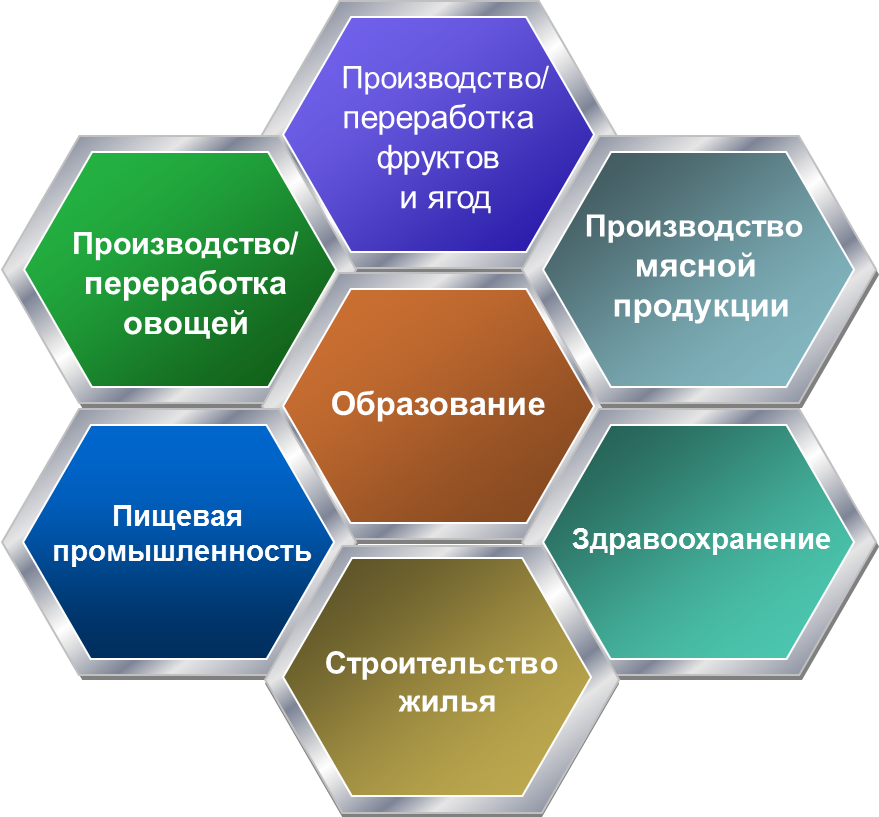 Производство/
переработка
фруктов
и ягод
Производство/
переработка
овощей
Производство
мясной
продукции
Образование
Пищевая
промышленность
Здравоохранение
Строительство
жилья